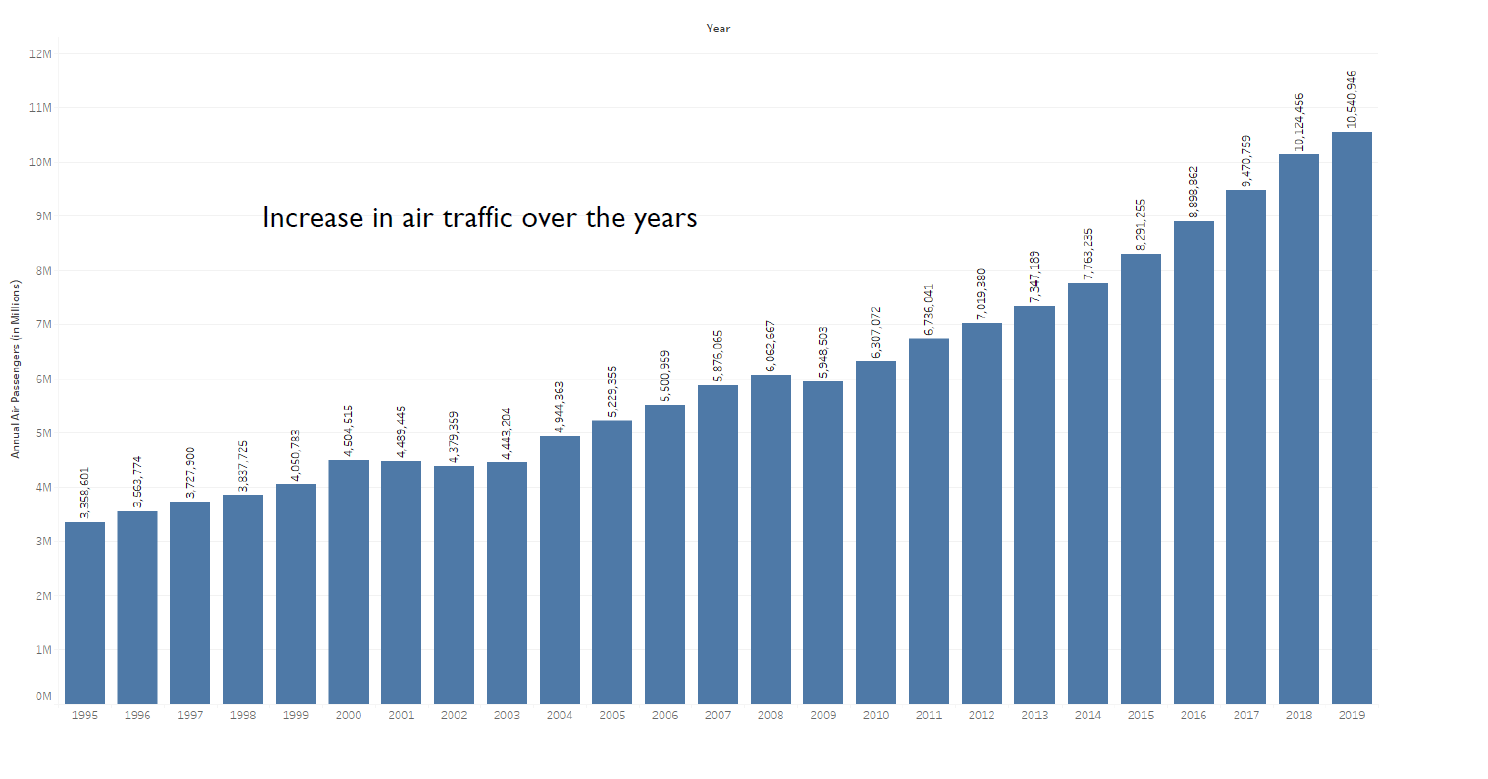 Year
12M
11M
10M
9M
8M
7M
6M
5M
4M
3M
2M
1M
0M
Annual Air Passengers (in Millions)
Increase in air traffic over the years
3,358,601
3,563,774
3,727,900
3,837,725
4,050,783
4,504,515
4,489,445
4,379,359
4,443,204
4,944,363
5,229,355
5,500,959
5,876,065
6,062,667
5,948,503
6,307,072
6,736,041
7,019,380
7,347,189
7,763,235
8,291,255
8,893,862
9,470,759
10,124,456
10,540,946
1995 1996 1997 1998 1999 2000 2001 2002 2003 2004 2005 2006 2007 2008 2009 2010 2011 2012 2013 2014 2015 2016 2017 2018 2019